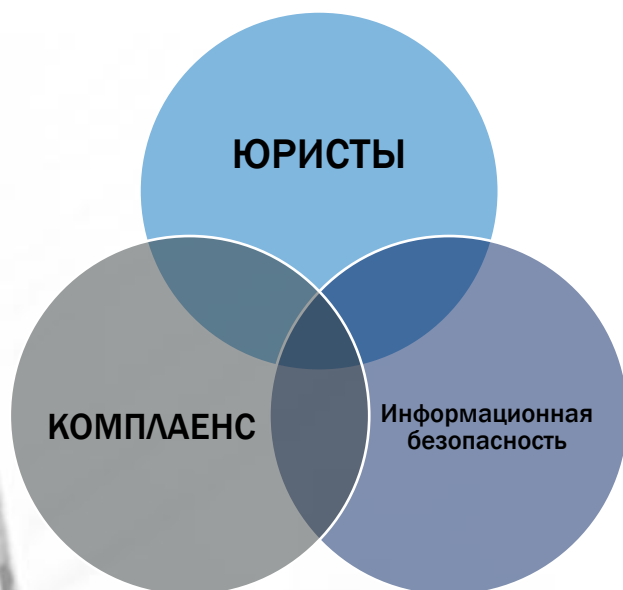 ЮРИСТЫ
КОМПЛАЕНС
Информационная
безопасность